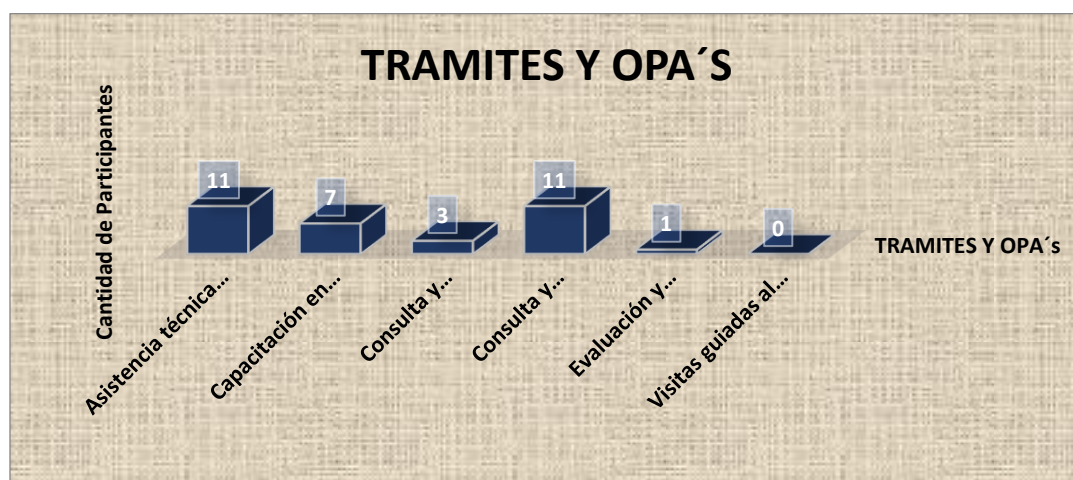 TRAMITES Y OPA´S
Cantidad de Participantes
11
7
3
11
1
0
TRAMITES Y OPA´s
Asistencia técnica...
Capacitación en...
Consulta y...
Consulta y...
Evaluación y...
Visitas guiadas al...